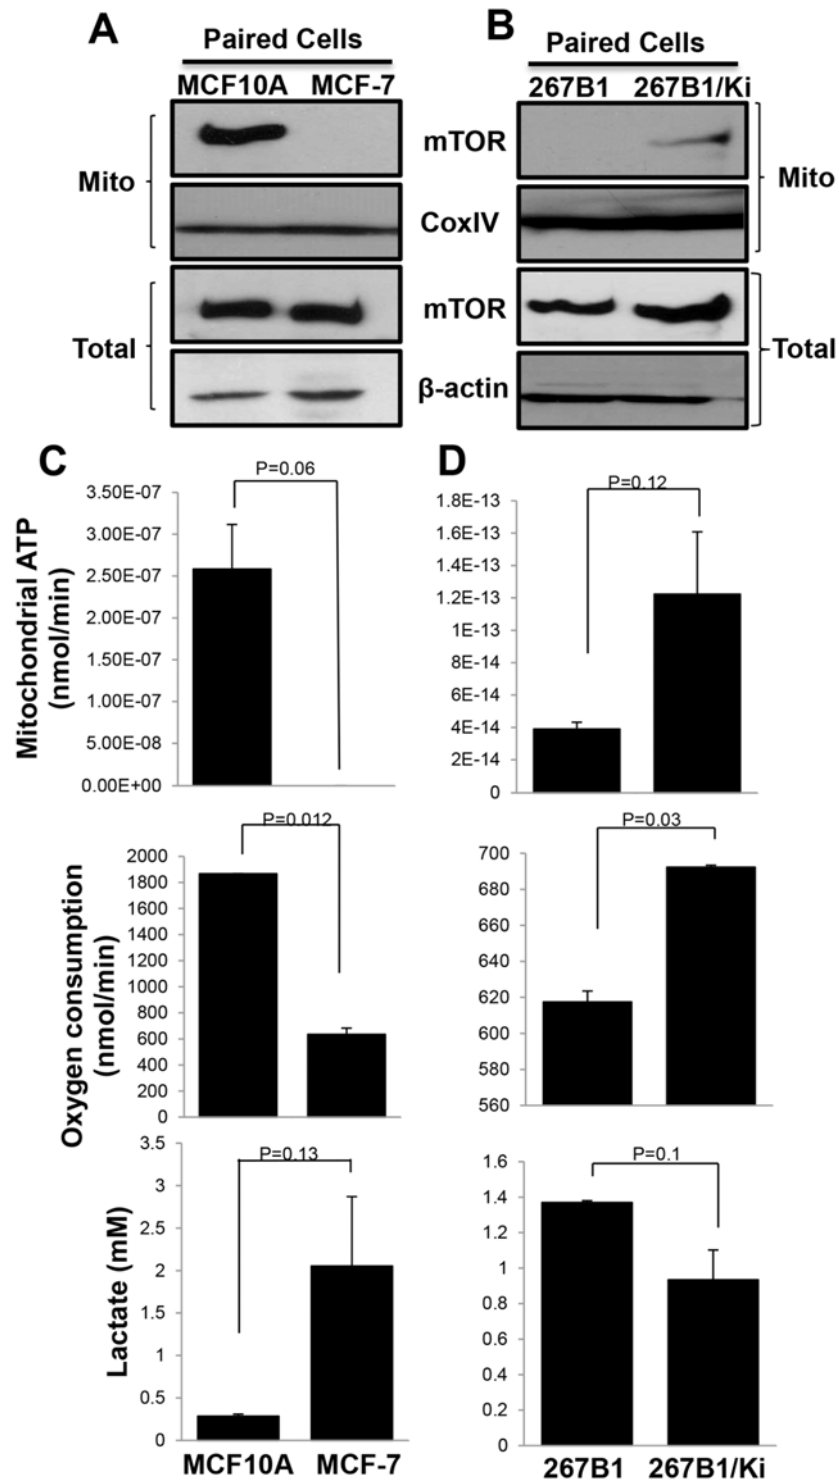 A
B
Paired Cells
Paired Cells
MCF10A MCF-7
267B1 267B1/Ki
Mito
mTOR
Mito
CoxIV
Total
mTOR
Total
β-actin
C
D
P=0.06
Mitochondrial ATP
(nmol/min)
3.50E-07
3.00E-07
2.50E-07
2.00E-07
1.50E-07
1.00E-07
5.00E-08
0.00E+00
P=0.12
1.8E-13
1.6E-13
1.4E-13
1.2E-13
1E-13
8E-14
6E-14
4E-14
2E-14
0
P=0.012
Oxygen consumption
(nmol/min)
2000
1800
1600
1400
1200
1000
800
600
400
200
0
P=0.03
700
680
660
640
620
600
580
560
P=0.13
Lactate (mM)
3.5
3
2.5
2
1.5
1
0.5
0
MCF10A MCF-7
P=0.1
1.6
1.4
1.2
1
0.8
0.6
0.4
0.2
0
267B1 267B1/Ki